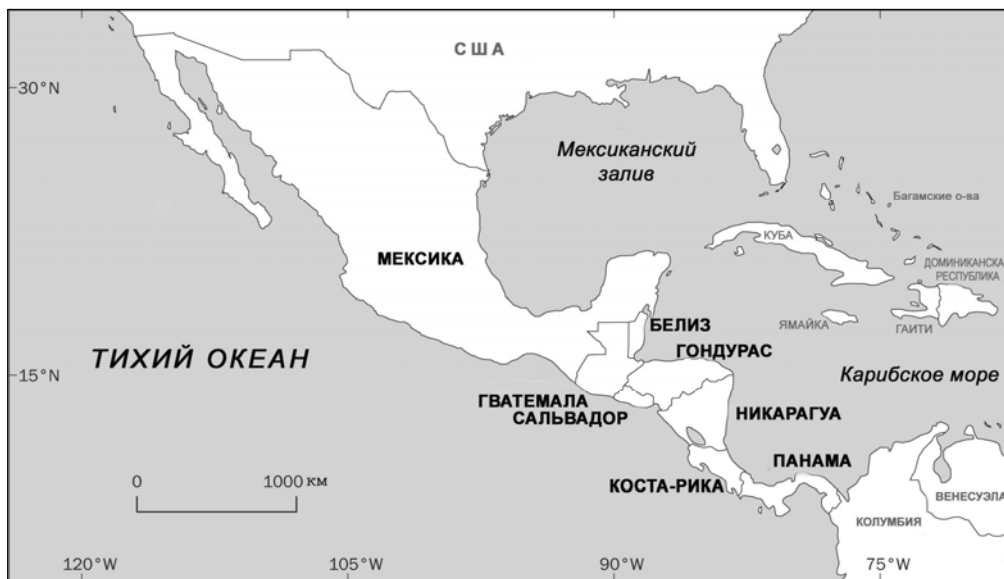 США
30°N
Мексиканский
залив
Багамские о-ва
КУБА
МЕКСИКА
ДОМИНИКАНСКА
РЕСПУБЛИКА
БЕЛИЗ
ЯМАЙКА
ГАИТИ
ГОНДУРАС
ТИХИЙ ОКЕАН
15°N
Карибское море
ГВАТЕМАЛА
САЛЬВАДОР
НИКАРАГУА
ПАНАМА
0 1000 км
КОСТА-РИКА
ВЕНЕСУЭЛА
КОЛУМБИЯ
120°W 105°W 90°W 75°W